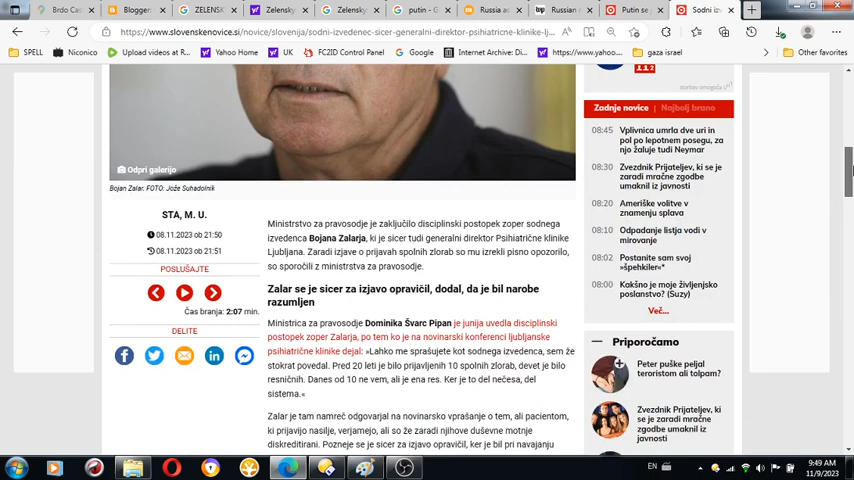 Brdo Cas
Blogger:
ZELENSK
Zelensky
Zelensky
putin - G
Russia a
Russian r
Putin se j
Sodni izv
https://www.slovenskenovice.si/novice/slovenija/sodni-izvedenec-sicer-generalni-direktor-psihiatricne-klinike-lj...
SPELL
Niconico
Upload videos at R...
Yahoo Home
UK
FC2ID Control Panel
Google
Internet Archive: Di...
https://www.yahoo....
gaza israel
Other favorites
Odpri galerijo
Bojan Zalar. FOTO: Jože Suhadolnik
STA, M. U.
08.11.2023 ob 21:50
08.11.2023 ob 21:51
POSLUŠAJTE
Čas branja: 2:07 min.
DELITE
Ministrstvo za pravosodje je zaključilo disciplinski postopek zoper sodnega
izvedenca Bojana Zalarja, ki je sicer tudi generalni direktor Psihiatrične klinike
Ljubljana. Zaradi izjave o prijavah spolnih zlorab so mu izrekli pisno opozorilo,
so sporočili z ministrstva za pravosodje.
Zalar se je sicer za izjavo opravičil, dodal, da je bil narobe
razumljen
Ministrica za pravosodje Dominika Švarc Pipan je junija uvedla disciplinski
postopek zoper Zalarja, po tem ko je na novinarski konferenci ljubljanske
psihiatrične klinike dejal: »Lahko me sprašujete kot sodnega izvedenca, sem že
stokrat povedal. Pred 20 leti je bilo prijavljenih 10 spolnih zlorab, devet je bilo
resničnih. Danes od 10 ne vem, ali je ena res. Ker je to del nečesa, del
sistema.«
Zalar je tam namreč odgovarjal na novinarsko vprašanje o tem, ali pacientom,
ki prijavijo nasilje, verjamejo, ali so že zaradi njihove duševne motnje
diskreditirani. Pozneje se je sicer za izjavo opravičil, ker je bil pri navajanju
112
Zadnje novice | Najbolj brano
08:45 Vplivnica umrla dve uri in
pol po lepotnem posegu, za
njo žaluje tudi Neymar
08:30 Zvezdnik Prijateljev, ki se je
zaradi mračne zgodbe
umaknil iz javnosti
08:20 Ameriške volitve v
znamenju splava
08:10 Odpadanje listja vodi v
mirovanje
08:02 Postanite sam svoj
»špehkiler«*
08:00 Kakšno je moje življenjsko
poslanstvo? (Suzy)
Več...
Priporočamo
Peter puške peljal
teroristom ali tolpam?
Zvezdnik Prijateljev, ki
se je zaradi mračne
zgodbe umaknil v
javnosti
EN
9:49 AM
11/9/2023